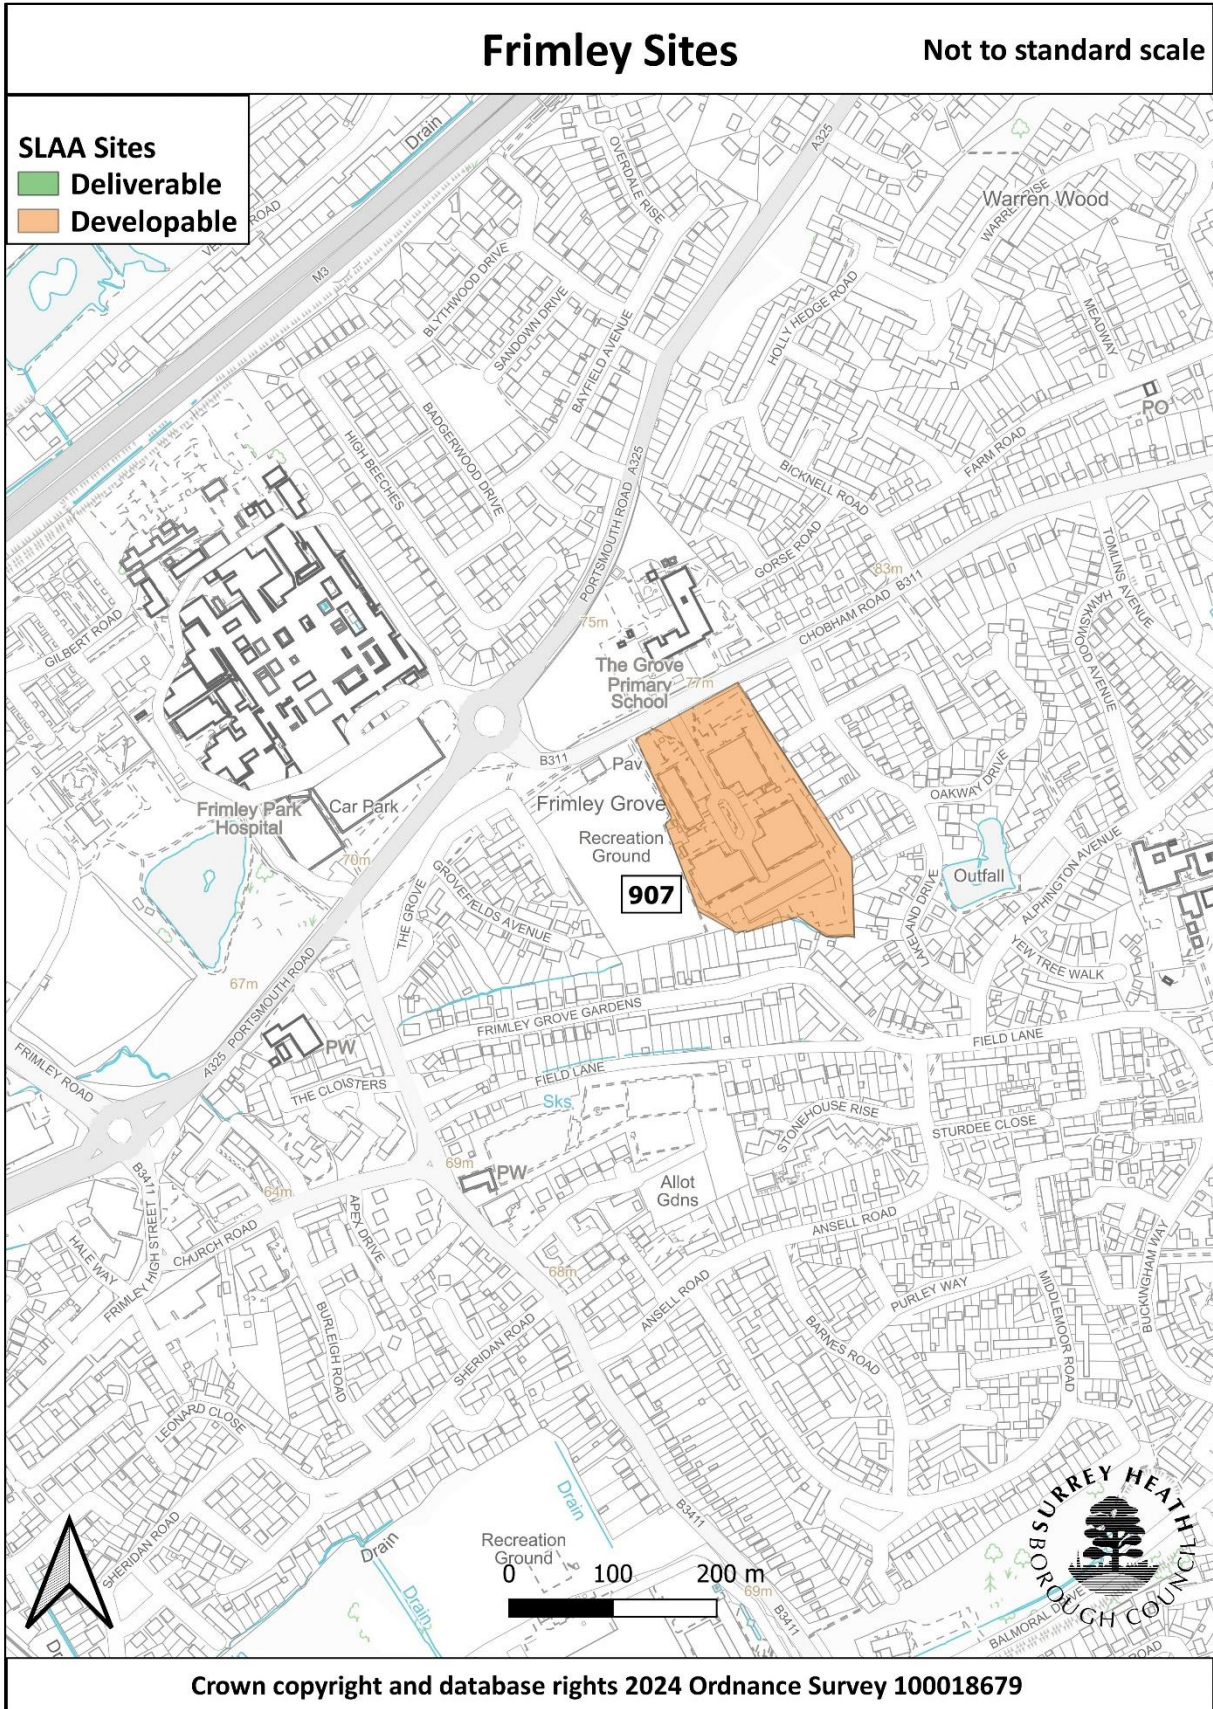 Frimley Sites
Not to standard scale
SLAA Sites
Deliverable
Developable
Drain
OVERDALE RISE
A325
Warren Wood
WARREN RISE
ROAD
M3
BLYTHWOOD DRIVE
SANDOWN DRIVE
BAYFIELD AVENUE
HOLLY HEDGE ROAD
MEADWAY
PO
BADGERWOOD DRIVE
HIGH BEECHES
PORTSMOUTH ROAD A325
FARM ROAD
BICKNELL ROAD
GORSE ROAD
83m
TOMLINS AVENUE
HAWSWOOD AVENUE
CHOBHAM ROAD B311
GILBERT ROAD
75m
The Grove
Primary
School
77m
B311
Pav
OAKWAY DRIVE
Frimley Park
Hospital
Car Park
Frimley Grove
Recreation
Ground
70m
907
Outfall
GROVEFIELDS AVENUE
THE GROVE
LAKELAND DRIVE
ALPHINGTON AVENUE
YEW TREE WALK
67m
A325 PORTSMOUTH ROAD
FRIMLEY GROVE GARDENS
FIELD LANE
FRIMLEY ROAD
PW
THE CLOISTERS
FIELD LANE
Sks
STONEHOUSE RISE
STURDEE CLOSE
69m
PW
Allot
Gdns
B3411
64m
APEX DRIVE
ANSELL ROAD
CHURCH ROAD
HALE WAY
FRIMLEY HIGH STREET
68m
PURLEY WAY
BUCKINGHAM WAY
MIDDLEMOOR ROAD
ANSELL ROAD
BARNES ROAD
BURLEIGH ROAD
SHERIDAN ROAD
LEONARD CLOSE
SURREY HEATH
BOROUGH COUNCIL
Drain
B3411
SHERIDAN ROAD
Drain
Recreation
Ground
0 100 200 m
69m
Drain
B3411
BALMORAL DRIVE
ROAD
Crown copyright and database rights 2024 Ordnance Survey 100018679